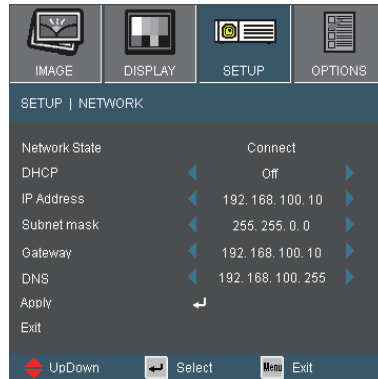 IMAGE DISPLAY SETUP OPTIONS
SETUP | NETWORK
Network State Connect
DHCP Off
IP Address 192. 168. 100. 10
Subnet mask 255. 255. 0. 0
Gateway 192. 168. 100. 10
DNS 192. 168. 100. 255
Apply
Exit
UpDown Select Menu Exit